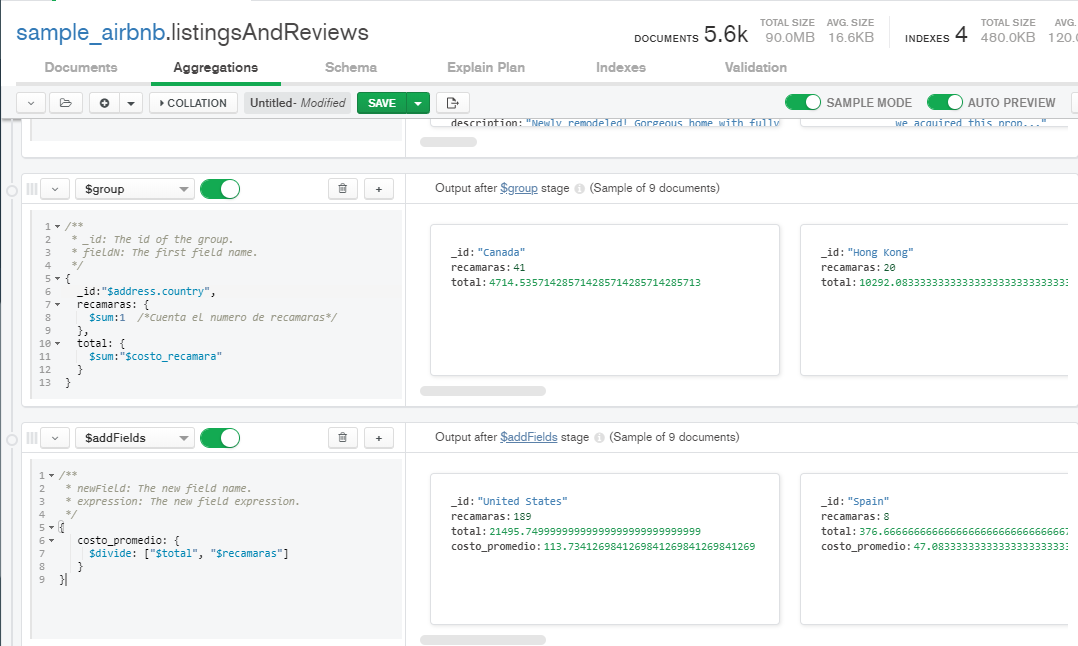 sample_airbnb.listingsAndReviews
DOCUMENTS 5.6k TOTAL SIZE 90.0MB AVG. SIZE 16.6KB INDEXES 4 TOTAL SIZE 480.0KB AVG. 120.0
Documents Aggregations Schema Explain Plan Indexes Validation
COLLATION Untitled- Modified SAVE SAMPLE MODE AUTO PREVIEW
description:"Newly remodeled! Gorgeous home with fully
we acquired this prop..."
$group
Output after $group stage (Sample of 9 documents)
1 /**
2 * _id: The id of the group.
3 * fieldN: The first field name.
4 */
5 {
6 _id:"$address.country",
7 recamaras: {
8 $sum:1 /*Cuenta el numero de recamaras*/
9 },
10 total: {
11 $sum:"$costo_recamara"
12 }
13 }
_id:"Canada"
recamaras:41
total:4714.535714285714285714285714285713
_id:"Hong Kong"
recamaras:20
total:10292.08333333333333333333333333
$addFields
Output after $addFields stage (Sample of 9 documents)
1 /**
2 * newField: The new field name.
3 * expression: The new field expression.
4 */
5 {
6 costo_promedio: {
7 $divide: ["$total", "$recamaras"]
8 }
9 }
_id:"United States"
recamaras:189
total:21495.74999999999999999999999999999
costo_promedio:113.7341269841269841269841269841269
_id:"Spain"
recamaras:8
total:376.6666666666666666666666666667
costo_promedio:47.08333333333333333333333